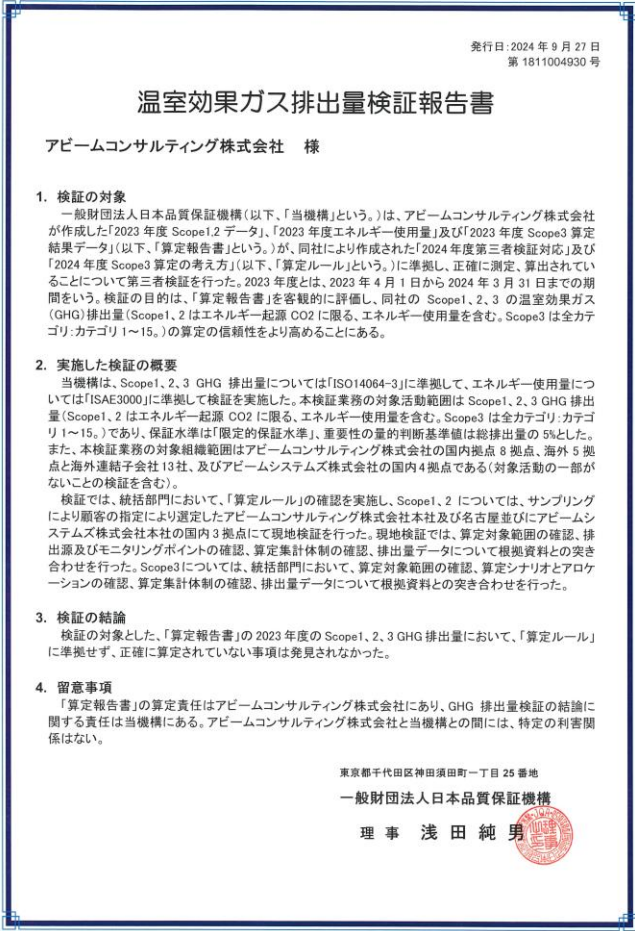 発行日:2024 年 9 月 27 日
第 1811004930 号
温室効果ガス排出量検証報告書
アビームコンサルティング株式会社　様
1. 検証の対象
一般財団法人日本品質保証機構(以下、「当機構」という。)は、アビームコンサルティング株式会社
が作成した「2023 年度 Scope1,2 データ」、「2023 年度エネルギー使用量」及び「2023 年度 Scope3 算定
結果データ」(以下、「算定報告書」という。)が、同社により作成された「2024 年度第三者検証対応」及び
「2024 年度 Scope3 算定の考え方」(以下、「算定ルール」という。)に準拠し、正確に測定、算出されてい
ることについて第三者検証を行った。2023 年度とは、2023 年 4 月 1 日から 2024 年 3 月 31 日までの期
間をいう。検証の目的は、「算定報告書」を客観的に評価し、同社の Scope1、2、3 の温室効果ガス
(GHG)排出量(Scope1、2 はエネルギー起源 CO2 に限る、エネルギー使用量を含む。Scope3 は全カテ
ゴリ:カテゴリ 1~15。)の算定の信頼性をより高めることにある。
2. 実施した検証の概要
当機構は、Scope1、2、3 GHG 排出量については「ISO14064-3」に準拠して、エネルギー使用量につ
いては「ISAE3000」に準拠して検証を実施した。本検証業務の対象活動範囲は Scope1、2、3 GHG 排出
量(Scope1、2 はエネルギー起源 CO2 に限る、エネルギー使用量を含む。Scope3 は全カテゴリ:カテゴ
リ 1~15。)であり、保証水準は「限定的保証水準」、重要性の量的判断基準値は総排出量の 5%とした。
また、本検証業務の対象組織範囲はアビームコンサルティング株式会社の国内拠点 8 拠点、海外 5 拠
点と海外連結子会社 13 社、及びアビームシステムズ株式会社の国内 4 拠点である(対象活動の一部が
ないことの検証を含む)。
検証では、統括部門において、「算定ルール」の確認を実施し、Scope1、2 については、サンプリング
により顧客の指定により選定したアビームコンサルティング株式会社本社及び名古屋並びにアビームシ
ステムズ株式会社本社の国内 3 拠点にて現地検証を行った。現地検証では、算定対象範囲の確認、排
出源及びモニタリングポイントの確認、算定集計体制の確認、排出量データについて根拠資料との突き
合わせを行った。Scope3 については、統括部門において、算定対象範囲の確認、算定シナリオとアロケ
ーションの確認、算定集計体制の確認、排出量データについて根拠資料との突き合わせを行った。
3. 検証の結論
検証の対象とした、「算定報告書」の 2023 年度の Scope1、2、3 GHG 排出量において、「算定ルール」
に準拠せず、正確に算定されていない事項は発見されなかった。
4. 留意事項
「算定報告書」の算定責任はアビームコンサルティング株式会社にあり、GHG 排出量検証の結論に
関する責任は当機構にある。アビームコンサルティング株式会社と当機構との間には、特定の利害関
係はない。
東京都千代田区神田須田町一丁目 25 番地
一般財団法人日本品質保証機構
理 事　浅 田 純 男